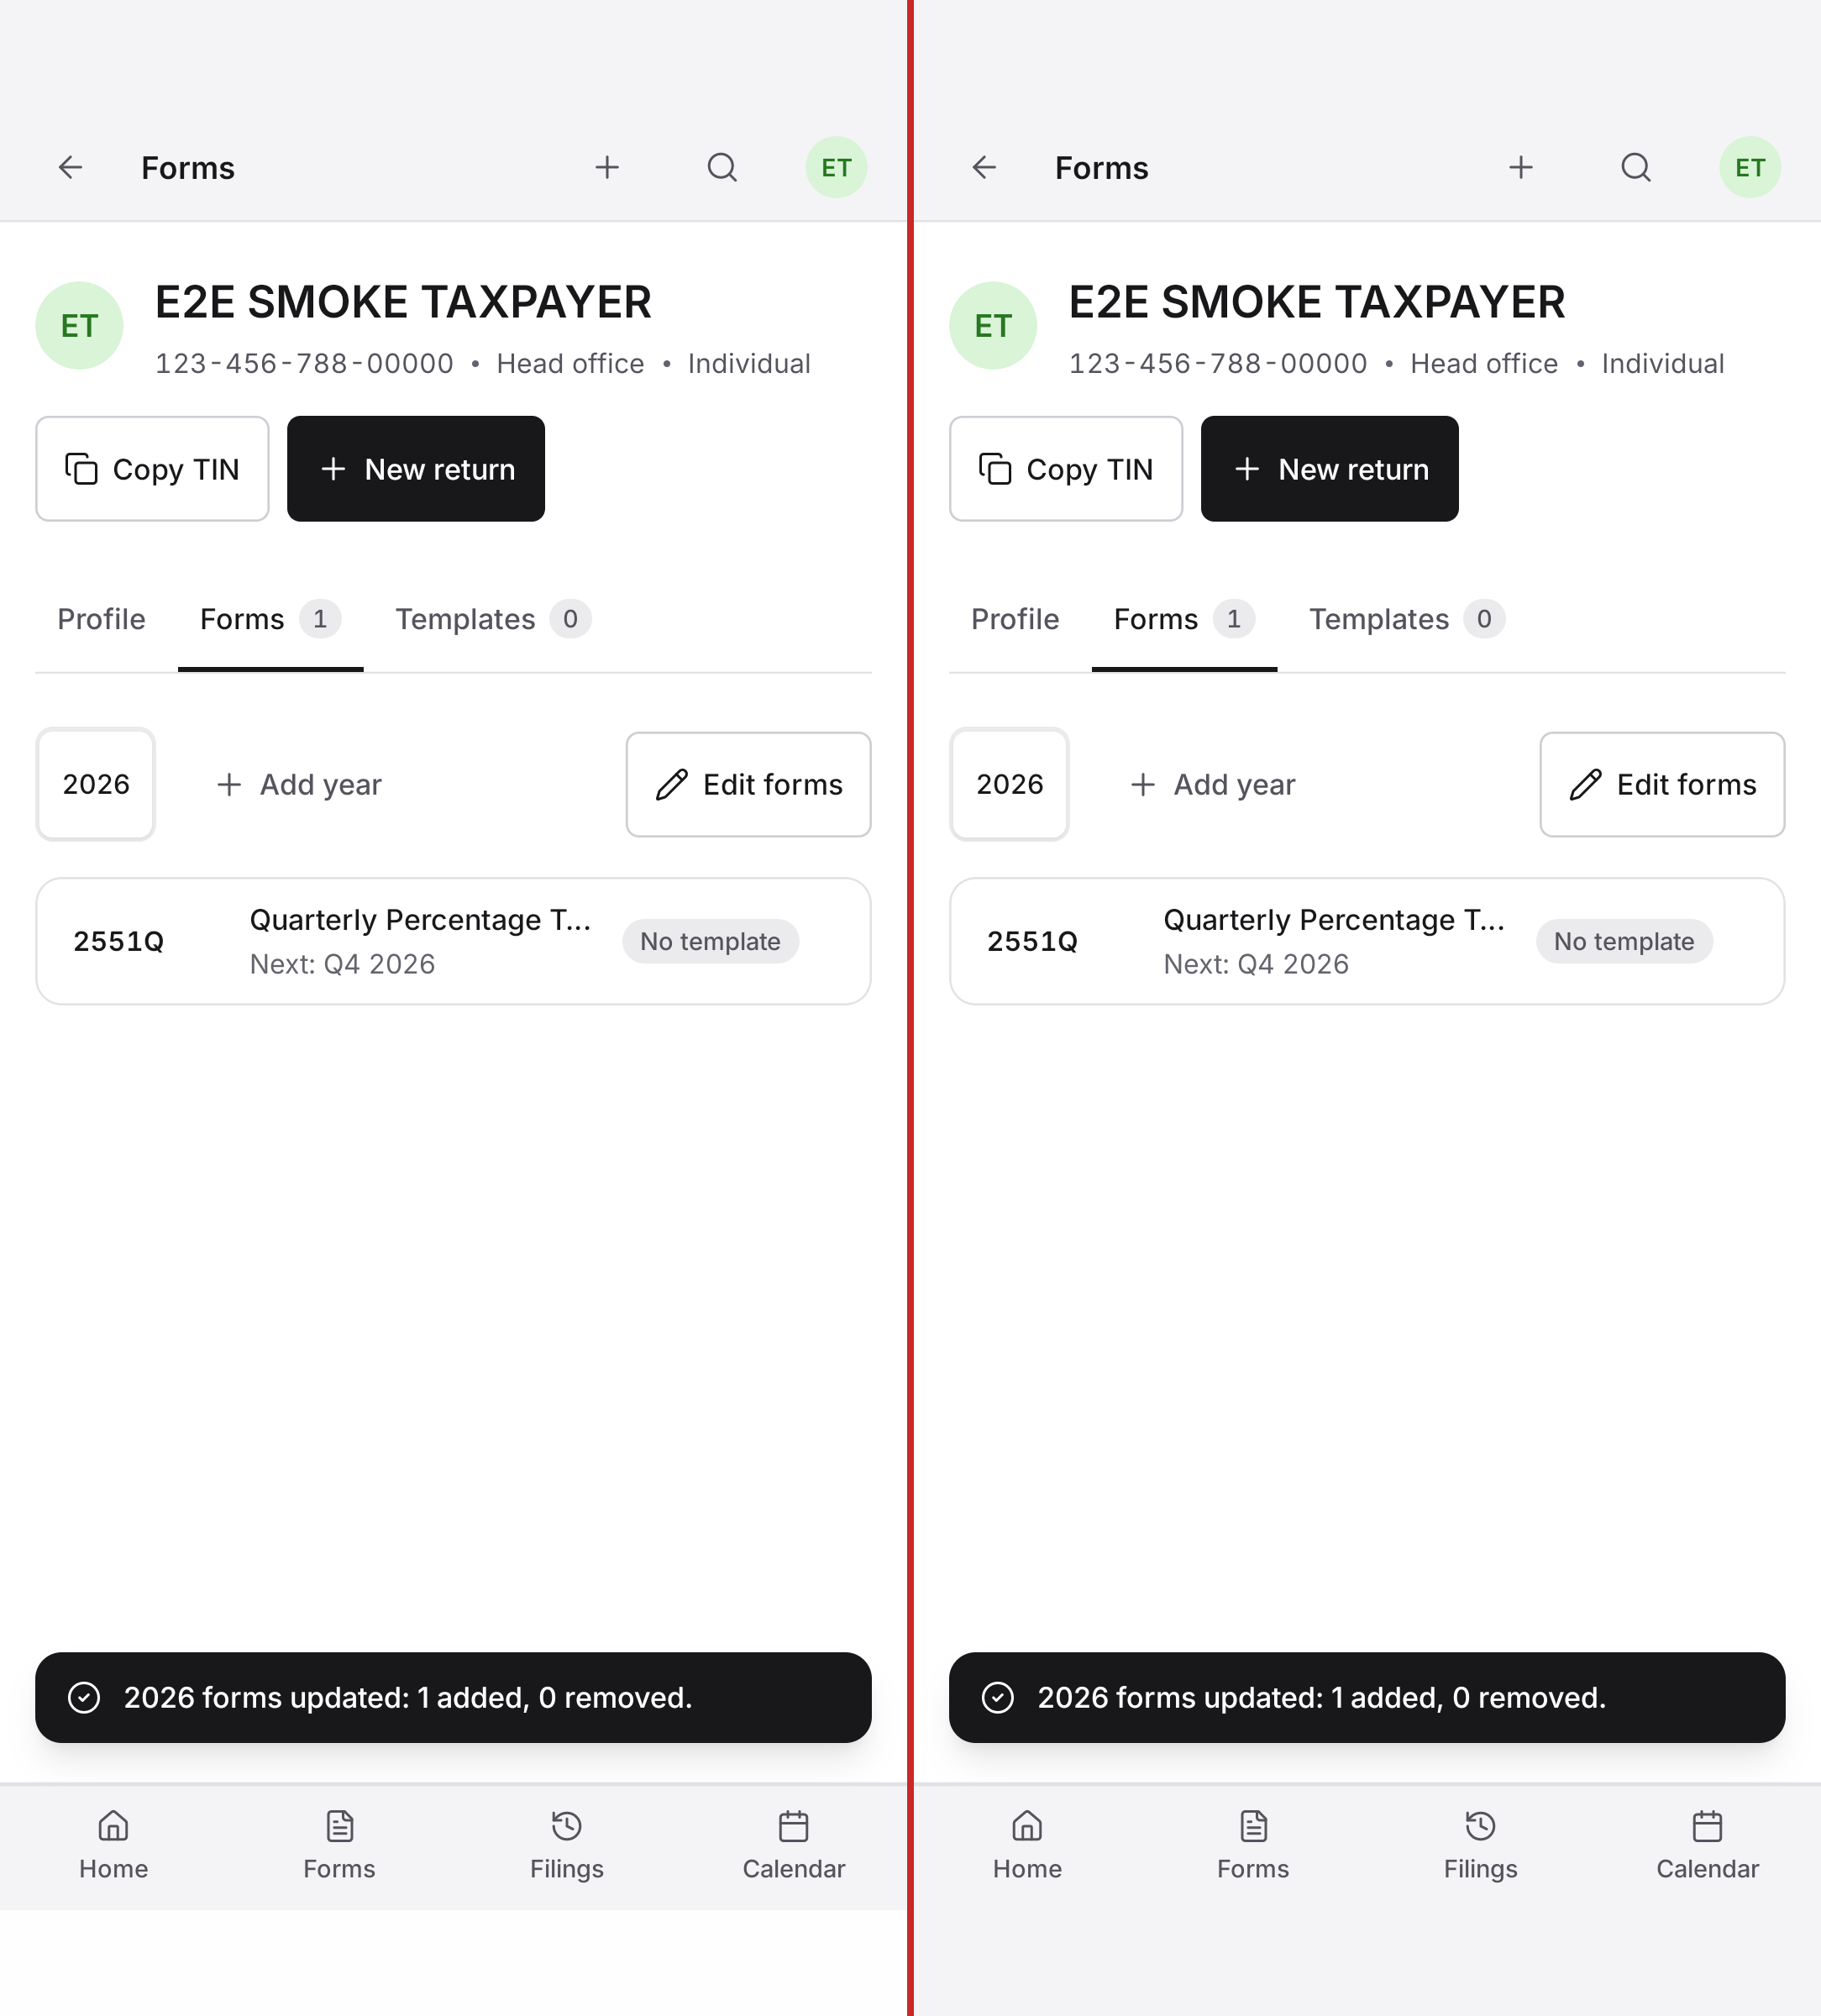 Forms
ET
ET
E2E SMOKE TAXPAYER
123-456-788-00000 • Head office • Individual
Copy TIN
New return
Profile
Forms 1
Templates 0
2026
Add year
Edit forms
2551Q
Quarterly Percentage T...
Next: Q4 2026
No template
2026 forms updated: 1 added, 0 removed.
Home
Forms
Filings
Calendar
Forms
ET
ET
E2E SMOKE TAXPAYER
123-456-788-00000 • Head office • Individual
Copy TIN
New return
Profile
Forms 1
Templates 0
2026
Add year
Edit forms
2551Q
Quarterly Percentage T...
Next: Q4 2026
No template
2026 forms updated: 1 added, 0 removed.
Home
Forms
Filings
Calendar